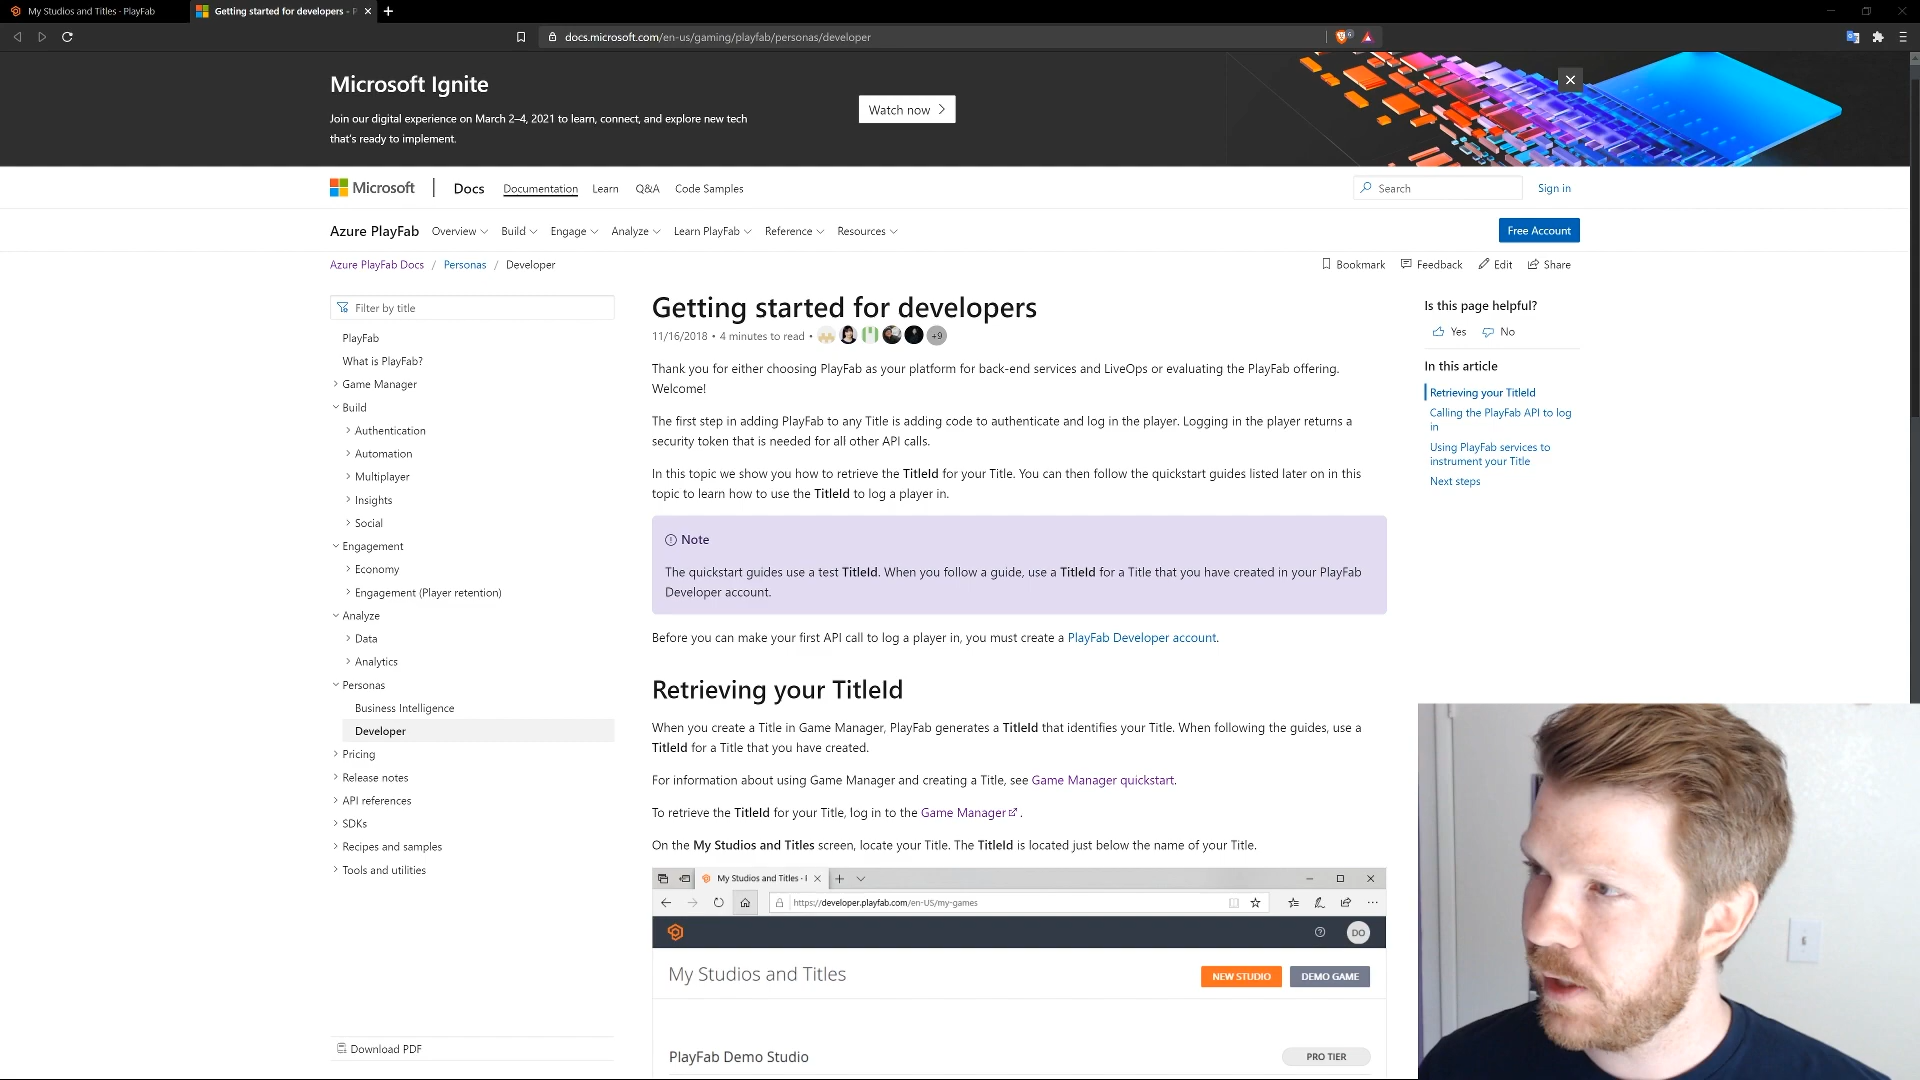 My Studios and Titles - PlayFab
Getting started for developers - P
docs.microsoft.com/en-us/gaming/playfab/personas/developer
6
Microsoft Ignite
Join our digital experience on March 2–4, 2021 to learn, connect, and explore new tech
that's ready to implement.
Watch now
Microsoft
Docs
Documentation
Learn
Q&A
Code Samples
Search
Sign in
Azure PlayFab
Overview
Build
Engage
Analyze
Learn PlayFab
Reference
Resources
Free Account
Azure PlayFab Docs / Personas / Developer
Bookmark
Feedback
Edit
Share
Filter by title
PlayFab
What is PlayFab?
Game Manager
Build
Authentication
Automation
Multiplayer
Insights
Social
Engagement
Economy
Engagement (Player retention)
Analyze
Data
Analytics
Personas
Business Intelligence
Developer
Pricing
Release notes
API references
SDKs
Recipes and samples
Tools and utilities
Download PDF
Getting started for developers
11/16/2018 • 4 minutes to read •
+9
Thank you for either choosing PlayFab as your platform for back-end services and LiveOps or evaluating the PlayFab offering.
Welcome!
The first step in adding PlayFab to any Title is adding code to authenticate and log in the player. Logging in the player returns a
security token that is needed for all other API calls.
In this topic we show you how to retrieve the TitleId for your Title. You can then follow the quickstart guides listed later on in this
topic to learn how to use the TitleId to log a player in.
Note
The quickstart guides use a test TitleId. When you follow a guide, use a TitleId for a Title that you have created in your PlayFab
Developer account.
Before you can make your first API call to log a player in, you must create a PlayFab Developer account.
Retrieving your TitleId
When you create a Title in Game Manager, PlayFab generates a TitleId that identifies your Title. When following the guides, use a
TitleId for a Title that you have created.
For information about using Game Manager and creating a Title, see Game Manager quickstart.
To retrieve the TitleId for your Title, log in to the Game Manager .
On the My Studios and Titles screen, locate your Title. The TitleId is located just below the name of your Title.
My Studios and Titles - I
https://developer.playfab.com/en-US/my-games
DO
My Studios and Titles
NEW STUDIO
DEMO GAME
PlayFab Demo Studio
PRO TIER
Is this page helpful?
Yes
No
In this article
Retrieving your TitleId
Calling the PlayFab API to log
in
Using PlayFab services to
instrument your Title
Next steps